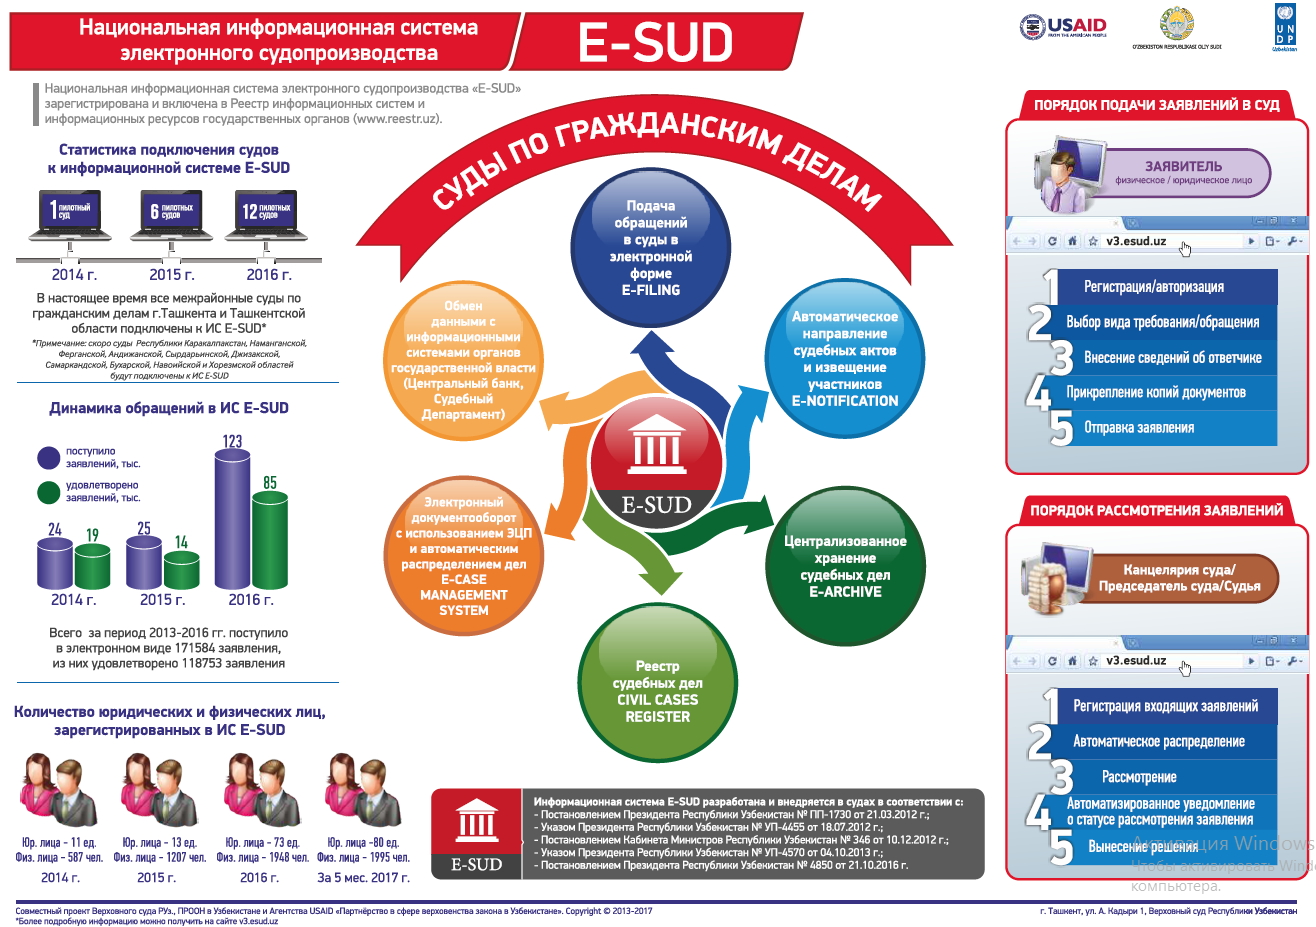 Национальная информационная система
электронного судопроизводства
E-SUD
USAID
FROM THE AMERICAN PEOPLE
O'ZBEKISTON RESPUBLIKASI OLIY SUDI
U N
D P
Uzbekistan
Национальная информационная система электронного судопроизводства «E-SUD»
зарегистрирована и включена в Реестр информационных систем и
информационных ресурсов государственных органов (www.reestr.uz).
Статистика подключения судов
к информационной системе E-SUD
1 пилотный
суд
6 пилотных
судов
12 пилотных
судов
2014 г.
2015 г.
2016 г.
В настоящее время все межрайонные суды по
гражданским делам г.Ташкента и Ташкентской
области подключены к ИС E-SUD*
*Примечание: скоро суды Республики Каракалпакстан, Наманганской,
Ферганской, Андижанской, Сырдарьинской, Джизакской,
Самаркандской, Бухарской, Навоийской и Хорезмской областей
будут подключены к ИС E-SUD
Динамика обращений в ИС E-SUD
поступило
заявлений, тыс.
удовлетворено
заявлений, тыс.
24
19
25
14
123
85
2014 г.
2015 г.
2016 г.
Всего за период 2013-2016 гг. поступило
в электронном виде 171584 заявления,
из них удовлетворено 118753 заявления
Количество юридических и физических лиц,
зарегистрированных в ИС E-SUD
Юр. лица - 11 ед.
Физ. лица – 587 чел.
2014 г.
Юр. лица - 13 ед.
Физ. лица – 1207 чел.
2015 г.
Юр. лица - 73 ед.
Физ. лица – 1948 чел.
2016 г.
Юр. лица -80 ед.
Физ. лица – 1995 чел.
За 5 мес. 2017 г.
СУДЫ ПО ГРАЖДАНСКИМ ДЕЛАМ
Подача
обращений
в суды в
электронной
форме
E-FILING
Обмен
данными с
информационными
системами органов
государственной власти
(Центральный банк,
Судебный
Департамент)
Автоматическое
направление
судебных актов
и извещение
участников
E-NOTIFICATION
E-SUD
Электронный
документооборот
с использованием ЭЦП
и автоматическим
распределением дел
E-CASE
MANAGEMENT
SYSTEM
Централизованное
хранение
судебных дел
E-ARCHIVE
Реестр
судебных дел
CIVIL CASES
REGISTER
E-SUD
Информационная система E-SUD разработана и внедряется в судах в соответствии с:
- Постановлением Президента Республики Узбекистан № ПП-1730 от 21.03.2012 г.;
- Указом Президента Республики Узбекистан № УП-4455 от 18.07.2012 г.;
- Постановлением Кабинета Министров Республики Узбекистан № 346 от 10.12.2012 г.;
- Указом Президента Республики Узбекистан № УП-4570 от 04.10.2013 г.;
- Постановлением Президента Республики Узбекистан № 4850 от 21.10.2016 г.
ПОРЯДОК ПОДАЧИ ЗАЯВЛЕНИЙ В СУД
ЗАЯВИТЕЛЬ
физическое / юридическое лицо
v3.esud.uz
1 Регистрация/авторизация
2 Выбор вида требования/обращения
3 Внесение сведений об ответчике
4 Прикрепление копий документов
5 Отправка заявления
ПОРЯДОК РАССМОТРЕНИЯ ЗАЯВЛЕНИЙ
Канцелярия суда/
Председатель суда/Судья
v3.esud.uz
1 Регистрация входящих заявлений
2 Автоматическое распределение
3 Рассмотрение
4 Автоматизированное уведомление
о статусе рассмотрения заявления
5 Вынесение решения
Активация Windows
Чтобы активировать Wind
компьютера.
Совместный проект Верховного суда РУз., ПРООН в Узбекистане и Агентства USAID «Партнёрство в сфере верховенства закона в Узбекистане». Copyright © 2013-2017
*Более подробную информацию можно получить на сайте v3.esud.uz
г. Ташкент, ул. А. Кадыри 1, Верховный суд Республики Узбекистан